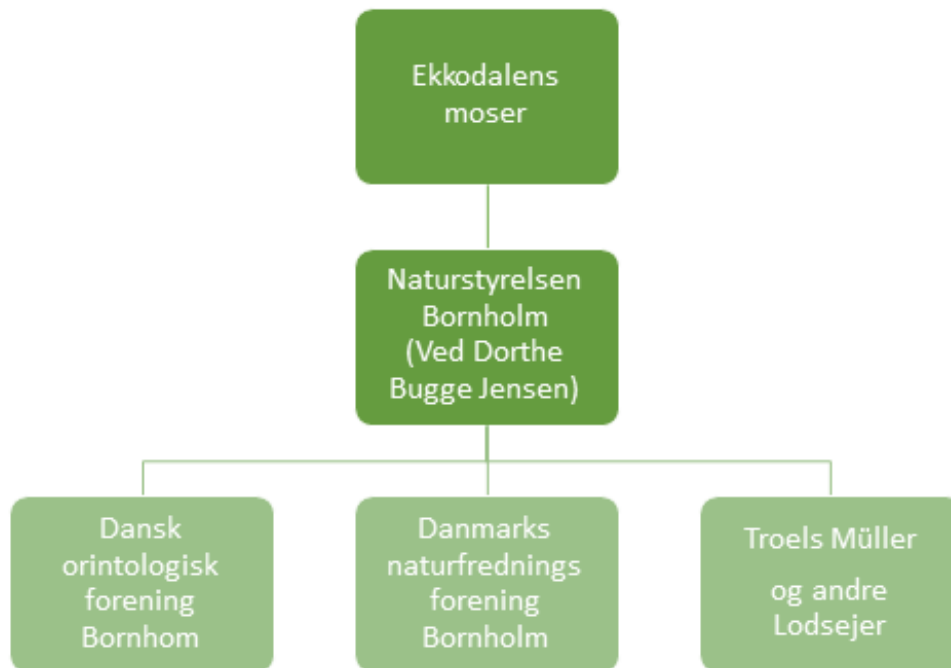 Ekkodalens
moser
Naturstyrelsen
Bornholm
(Ved Dorthe
Bugge Jensen)
Dansk
orintologisk
forening
Bornhom
Danmarks
naturfrednings
forening
Bornholm
Troels Müller
og andre
Lodsejer